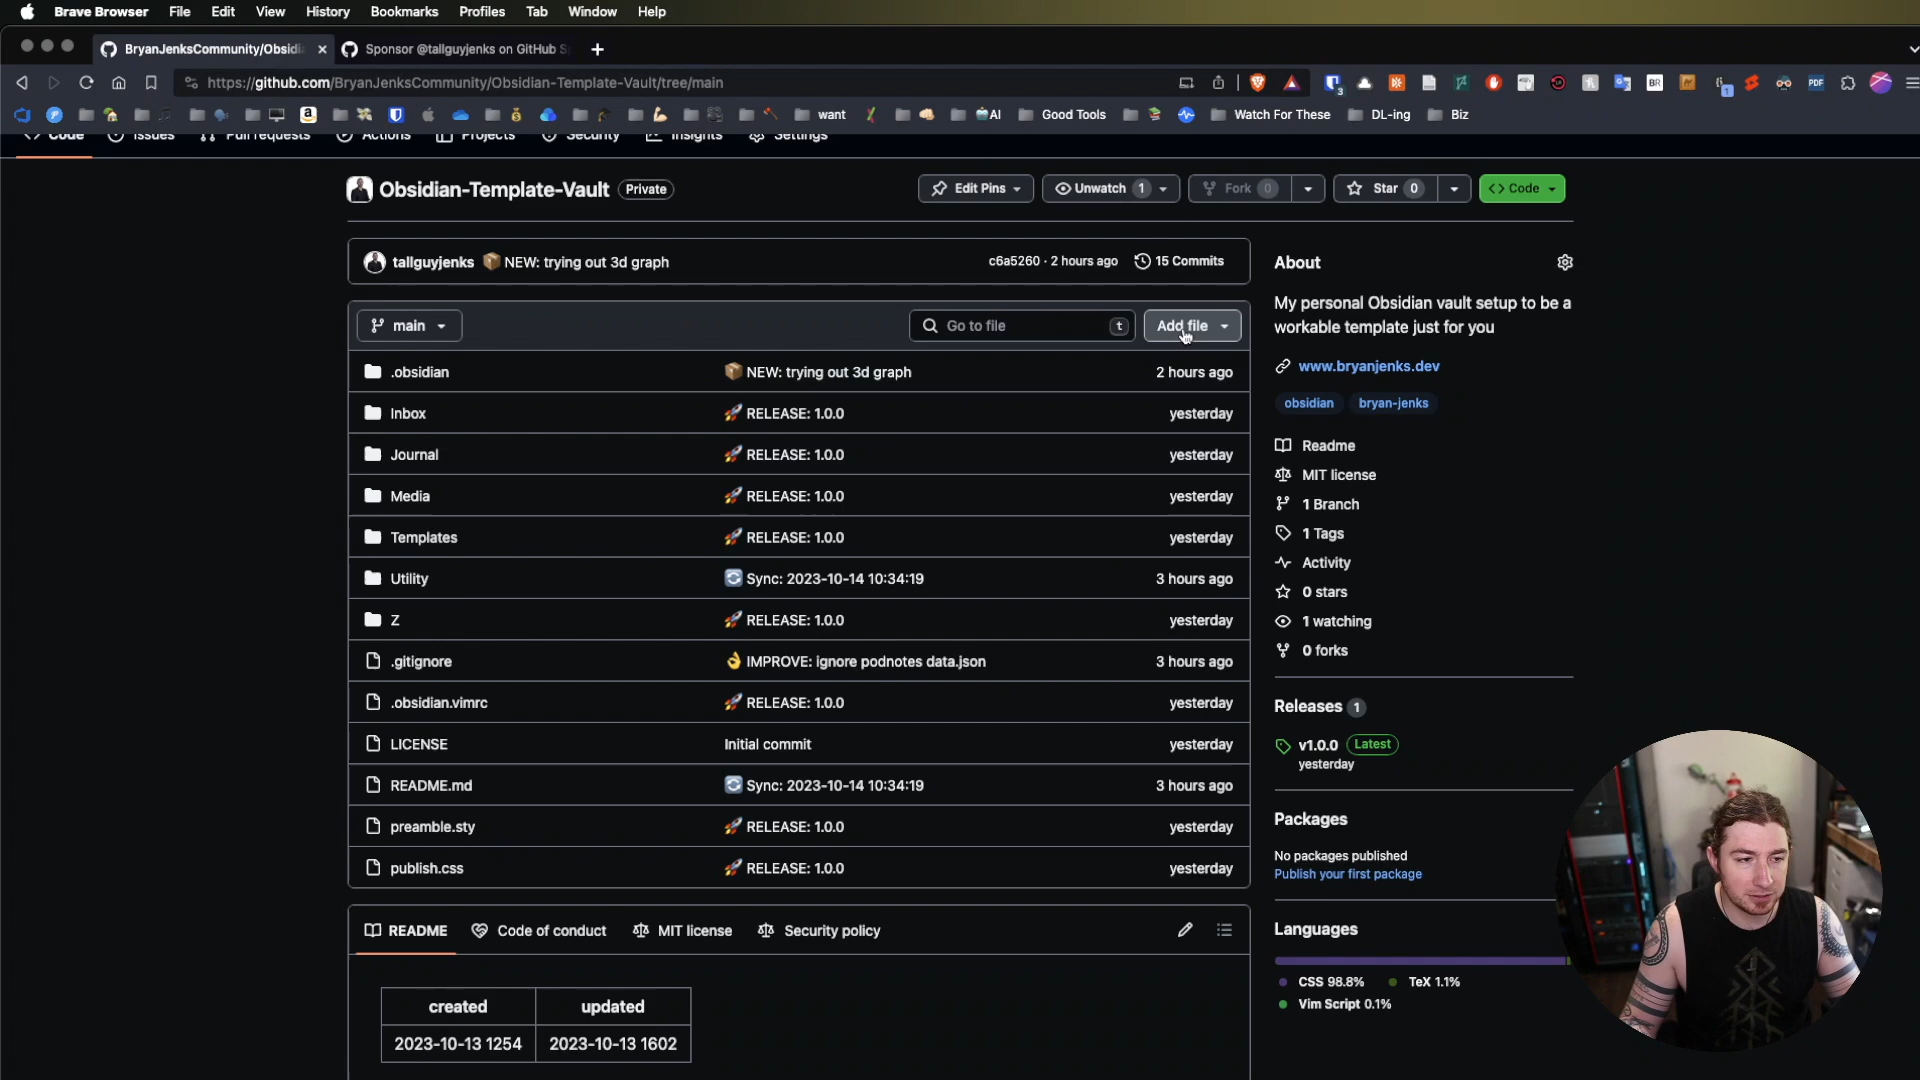 Brave Browser File Edit View History Bookmarks Profiles Tab Window Help
BryanJenksCommunity/Obsidi Sponsor @tallguyjenks on GitHub S
https://github.com/BryanJenksCommunity/Obsidian-Template-Vault/tree/main
want AI Good Tools Watch For These DL-ing Biz
Code Issues Pull requests Actions Projects Security Insights Settings
Obsidian-Template-Vault Private Edit Pins Unwatch 1 Fork 0 Star 0 <> Code
tallguyjenks 📦 NEW: trying out 3d graph c6a5260 · 2 hours ago 15 Commits
main Go to file t Add file
.obsidian 📦 NEW: trying out 3d graph 2 hours ago
Inbox 🚀 RELEASE: 1.0.0 yesterday
Journal 🚀 RELEASE: 1.0.0 yesterday
Media 🚀 RELEASE: 1.0.0 yesterday
Templates 🚀 RELEASE: 1.0.0 yesterday
Utility 🔄 Sync: 2023-10-14 10:34:19 3 hours ago
Z 🚀 RELEASE: 1.0.0 yesterday
.gitignore 👌 IMPROVE: ignore podnotes data.json 3 hours ago
.obsidian.vimrc 🚀 RELEASE: 1.0.0 yesterday
LICENSE Initial commit yesterday
README.md 🔄 Sync: 2023-10-14 10:34:19 3 hours ago
preamble.sty 🚀 RELEASE: 1.0.0 yesterday
publish.css 🚀 RELEASE: 1.0.0 yesterday
README Code of conduct MIT license Security policy
created updated
2023-10-13 1254 2023-10-13 1602
About
My personal Obsidian vault setup to be a
workable template just for you
www.bryanjenks.dev
obsidian bryan-jenks
Readme
MIT license
1 Branch
1 Tags
Activity
0 stars
1 watching
0 forks
Releases 1
v1.0.0 Latest
yesterday
Packages
No packages published
Publish your first package
Languages
CSS 98.8% TeX 1.1%
Vim Script 0.1%